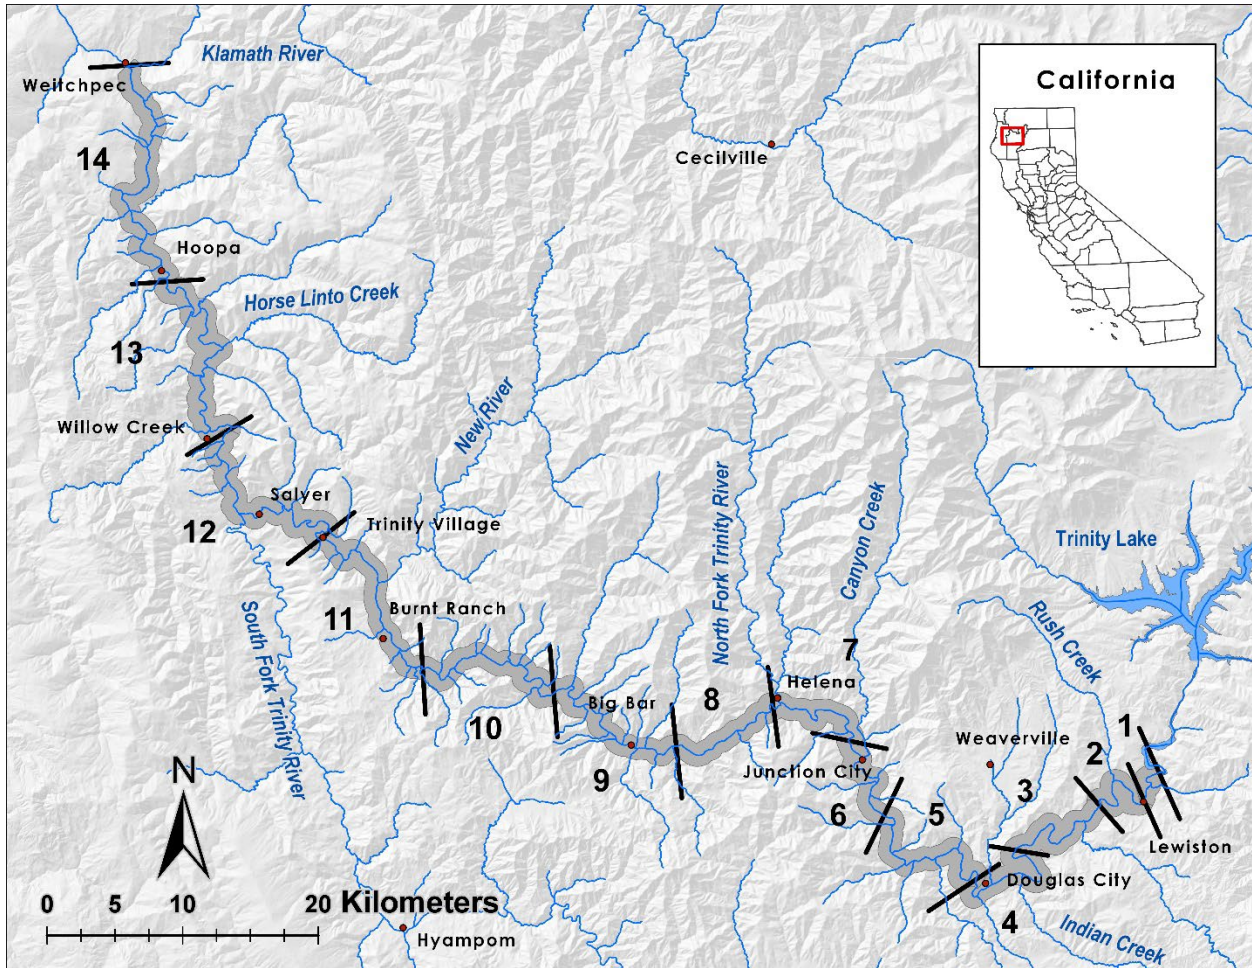 Klamath River
Weitchpec
California
14
Cecilville
Hoopa
Horse Linto Creek
13
New River
Willow Creek
Salyer
12
Trinity Village
North Fork Trinity River
Canyon Creek
Trinity Lake
11
Burnt Ranch
South Fork Trinity River
Rush Creek
7
Helena
8
Big Bar
10
1
Weaverville
2
Junction City
9
3
N
6
5
Lewiston
Douglas City
4
Indian Creek
0 5 10 20 Kilometers
Hyampom